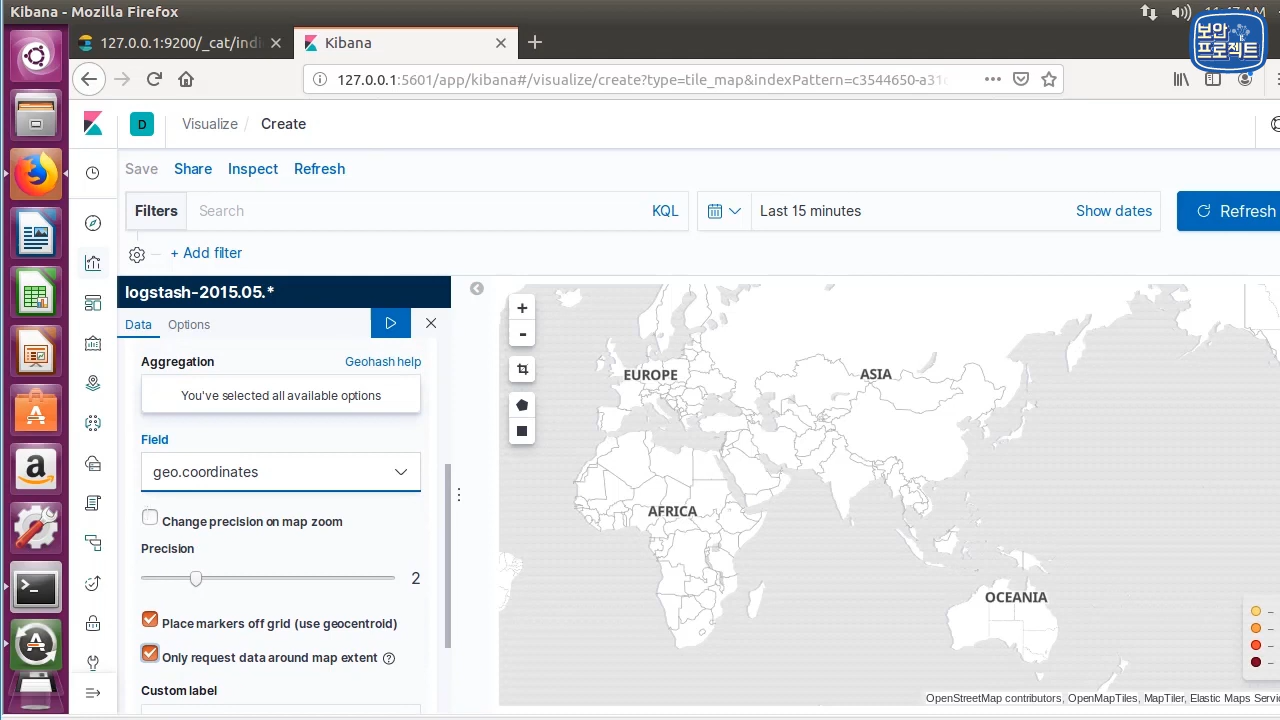 Kibana - Mozilla Firefox
보안
프로젝트
127.0.0.1:9200/_cat/indi
Kibana
127.0.0.1:5601/app/kibana#/visualize/create?type=tile_map&indexPattern=c3544650-a31
D
Visualize / Create
Save Share Inspect Refresh
Filters Search KQL Last 15 minutes Show dates Refresh
+ Add filter
logstash-2015.05.*
Data Options
Aggregation Geohash help
You've selected all available options
Field
geo.coordinates
Change precision on map zoom
Precision
2
Place markers off grid (use geocentroid)
Only request data around map extent
Custom label
+
-
EUROPE
ASIA
AFRICA
OCEANIA
OpenStreetMap contributors, OpenMapTiles, MapTiler, Elastic Maps Servi